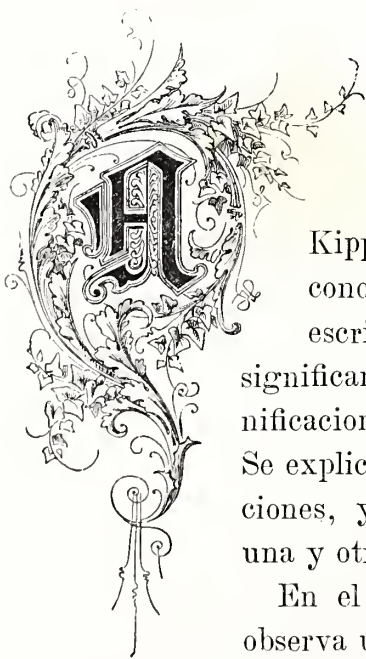 A
Kipp
conc
escri
significan
nificacion
Se explic
ciones, y
una y otr
En el
observa u